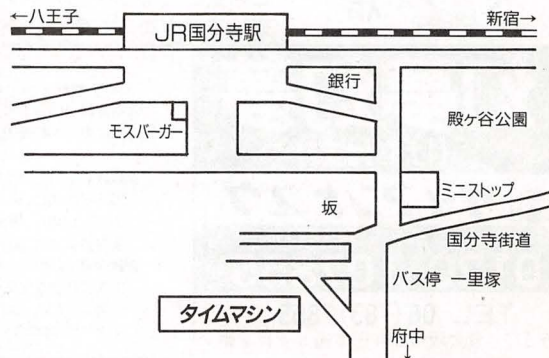 ←八王子
新宿→
JR国分寺駅
銀行
殿ヶ谷公園
モスバーガー
ミニストップ
坂
国分寺街道
バス停 一里塚
タイムマシン
府中
↓